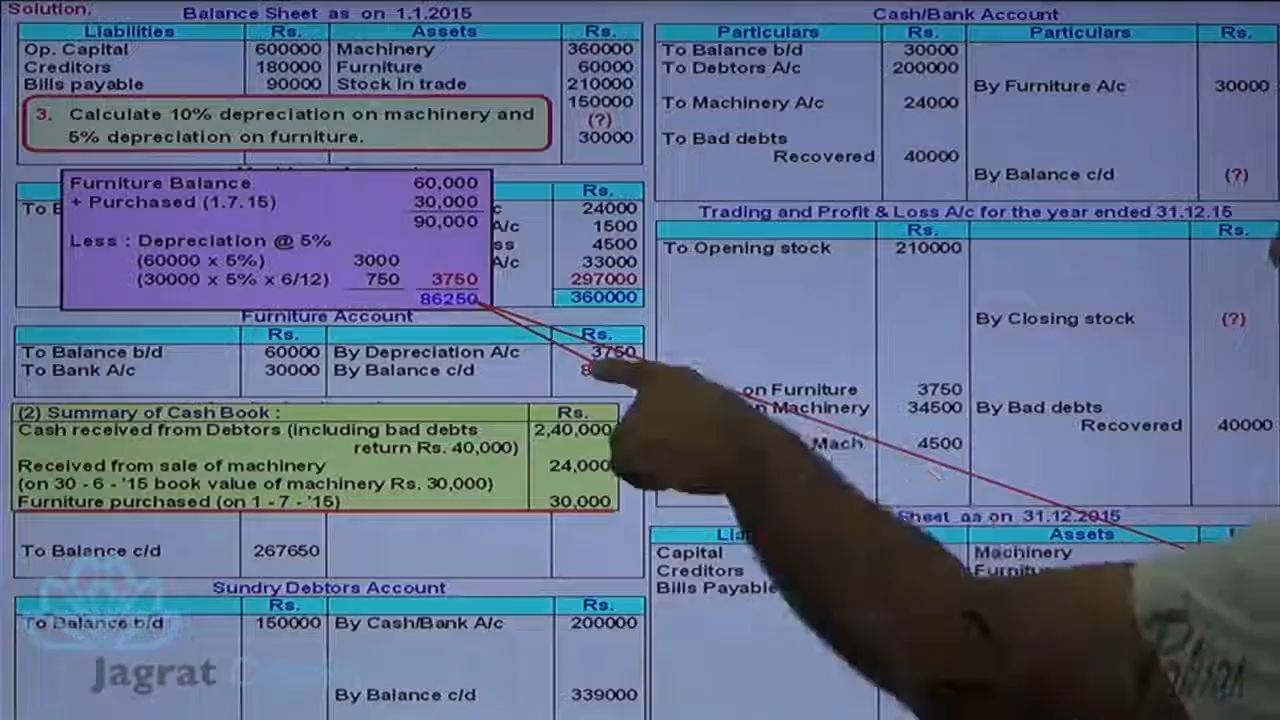 Solution.
Balance Sheet as on 1.1.2015
Liabilities Rs. Assets Rs.
Op. Capital 600000 Machinery 360000
Creditors 180000 Furniture 60000
Bills payable 90000 Stock in trade 210000
150000
(?)
30000
3. Calculate 10% depreciation on machinery and
5% depreciation on furniture.
Rs.
24000
A/c 1500
ss 4500
A/c 33000
297000
360000
Furniture Balance 60,000
+ Purchased (1.7.15) 30,000
90,000
Less : Depreciation @ 5%
(60000 x 5%) 3000
(30000 x 5% x 6/12) 750 3750
86250
Furniture Account
Rs. Rs.
To Balance b/d 60000 By Depreciation A/c 3750
To Bank A/c 30000 By Balance c/d 8
(2) Summary of Cash Book : Rs.
Cash received from Debtors (including bad debts 2,40,000
return Rs. 40,000)
Received from sale of machinery 24,000
(on 30 - 6 - '15 book value of machinery Rs. 30,000)
Furniture purchased (on 1 - 7 - '15) 30,000
To Balance c/d 267650
Sundry Debtors Account
Rs. Rs.
To Balance b/d 150000 By Cash/Bank A/c 200000
By Balance c/d 339000
Jagrat
Cash/Bank Account
Particulars Rs. Particulars Rs.
To Balance b/d 30000
To Debtors A/c 200000
By Furniture A/c 30000
To Machinery A/c 24000
To Bad debts
Recovered 40000
By Balance c/d (?)
Trading and Profit & Loss A/c for the year ended 31.12.15
Rs. Rs.
To Opening stock 210000
By Closing stock (?)
on Furniture 3750
Machinery 34500 By Bad debts
Recovered 40000
Mach 4500
Sheet as on 31.12.2015
Assets
Capital Machinery
Creditors
Bills Payable